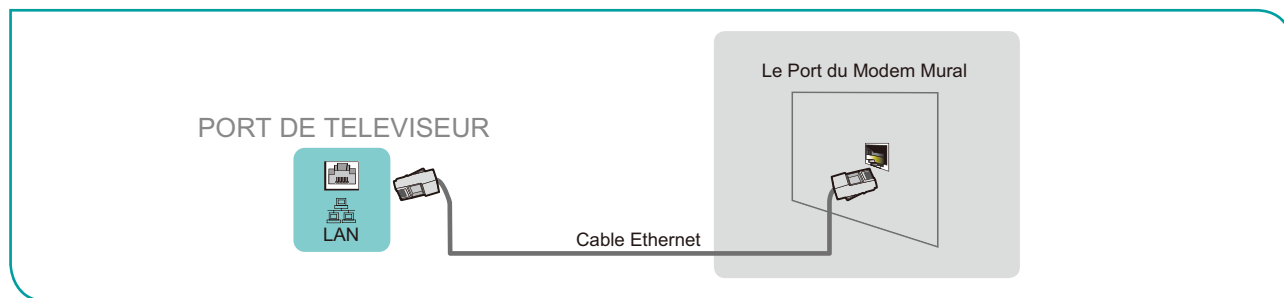 Le Port du Modem Mural
PORT DE TELEVISEUR
LAN
Cable Ethernet